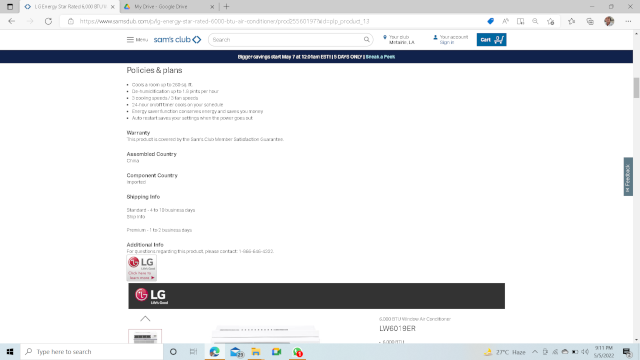 LG Energy Star Rated 6,000 BTU W
My Drive - Google Drive
https://www.samsclub.com/p/lg-energy-star-rated-6000-btu-air-conditioner/prod25560197?xid=plp_product_13
Menu
sam's club
Search
Your club
Metairie, LA
Your account
Sign in
Cart
Bigger savings start May 7 at 12:01am EST! | 5 DAYS ONLY | Sneak a Peek
Policies & plans
Cools a room up to 260 sq. ft.
De-humidification up to 1.8 pints per hour
2 cooling speeds / 2 fan speeds
24-hour on/off timer cools on your schedule
Energy saver function conserves energy and saves you money
Auto restart saves your settings when the power goes out
Warranty
This product is covered by the Sam's Club Member Satisfaction Guarantee.
Assembled Country
China
Component Country
Imported
Shipping Info
Standard - 4 to
business days
Ship Info
Premium - 1 to 2 business days
Additional Info
For questions regarding this product, please contact: 1-
LG
Life's Good
Click here to
learn more
LG
Life's Good
6,000 BTU Window Air Conditioner
LW6019ER
6,000 BTU
Feedback
Type here to search
27°C Haze
9:11 PM
5/5/2022